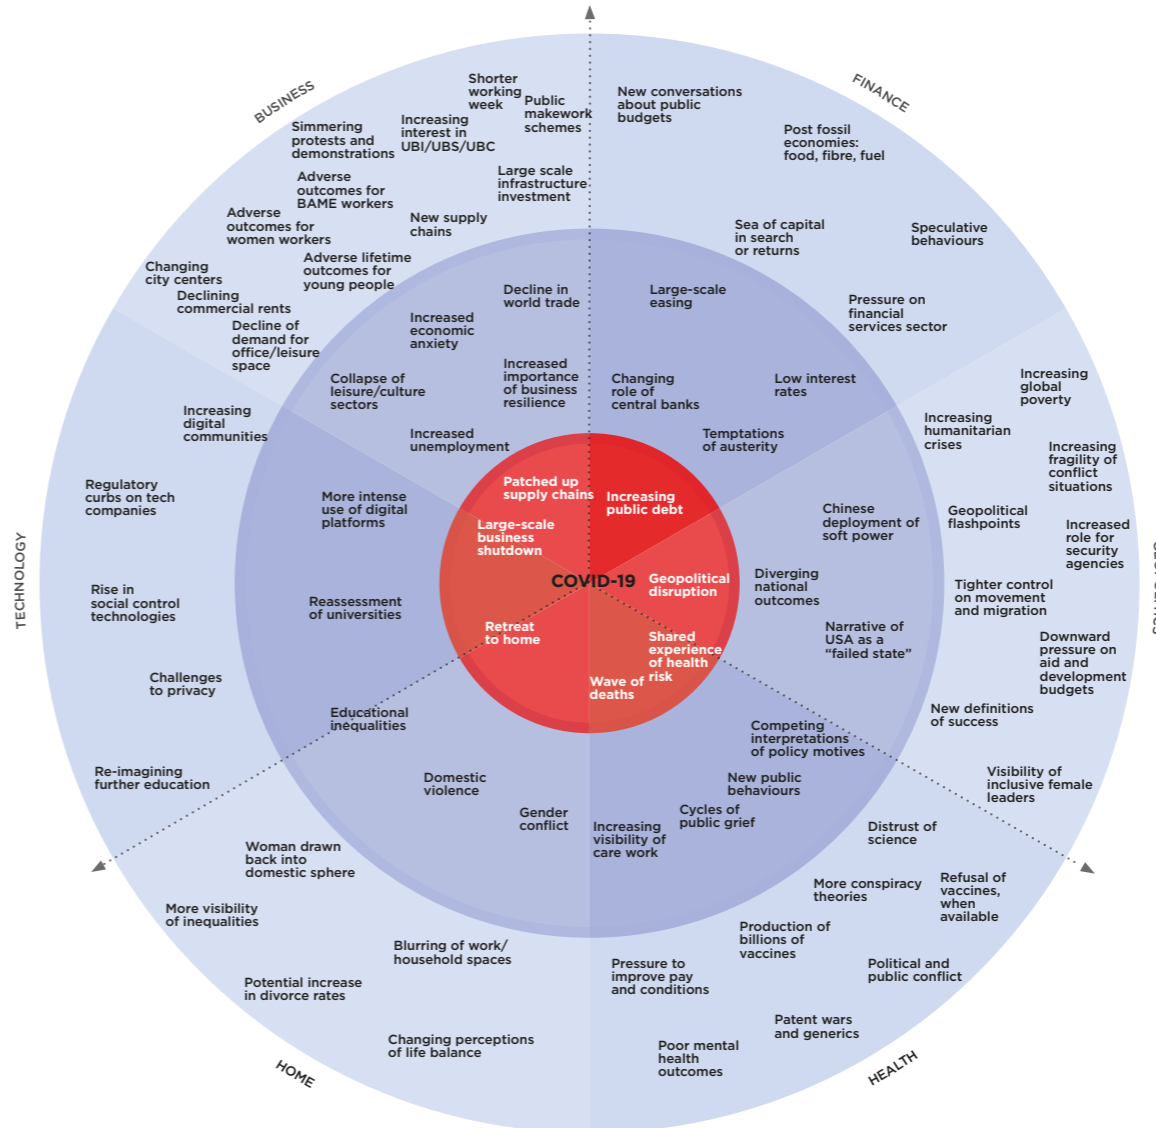 BUSINESS
Shorter
working
week
Public
makework
schemes
Increasing
interest in
UBI/UBS/UBC
Simmering
protests and
demonstrations
Large scale
infrastructure
investment
Adverse
outcomes for
BAME workers
New supply
chains
Adverse
outcomes for
women workers
Adverse lifetime
outcomes for
young people
Changing
city centers
Declining
commercial rents
Decline of
demand for
office/leisure
space
Decline in
world trade
Increased
economic
anxiety
Increased
importance
of business
resilience
Collapse of
leisure/culture
sectors
Increased
unemployment
Patched up
supply chains
Large-scale
business
shutdown
FINANCE
New conversations
about public
budgets
Post fossil
economies:
food, fibre, fuel
Sea of capital
in search
or returns
Speculative
behaviours
Pressure on
financial
services sector
Large-scale
easing
Changing
role of
central banks
Low interest
rates
Temptations
of austerity
Increasing
public debt
COVID-19
Increasing
global
poverty
Increasing
humanitarian
crises
Increasing
fragility of
conflict
situations
Geopolitical
flashpoints
Increased
role for
security
agencies
Tighter control
on movement
and migration
Downward
pressure on
aid and
development
budgets
New definitions
of success
Visibility of
inclusive female
leaders
Chinese
deployment of
soft power
Diverging
national
outcomes
Narrative of
USA as a
“failed state”
Geopolitical
disruption
HEALTH
Shared
experience
of health
risk
Wave of
deaths
Competing
interpretations
of policy motives
New public
behaviours
Cycles of
public grief
Increasing
visibility of
care work
Distrust of
science
More conspiracy
theories
Refusal of
vaccines,
when
available
Production of
billions of
vaccines
Political and
public conflict
Pressure to
improve pay
and conditions
Patent wars
and generics
Poor mental
health
outcomes
HOME
Retreat
to home
Educational
inequalities
Domestic
violence
Gender
conflict
Woman drawn
back into
domestic sphere
More visibility
of inequalities
Blurring of work/
household spaces
Potential increase
in divorce rates
Changing perceptions
of life balance
TECHNOLOGY
Increasing
digital
communities
Regulatory
curbs on tech
companies
More intense
use of digital
platforms
Rise in
social control
technologies
Reassessment
of universities
Challenges
to privacy
Re-imagining
further education